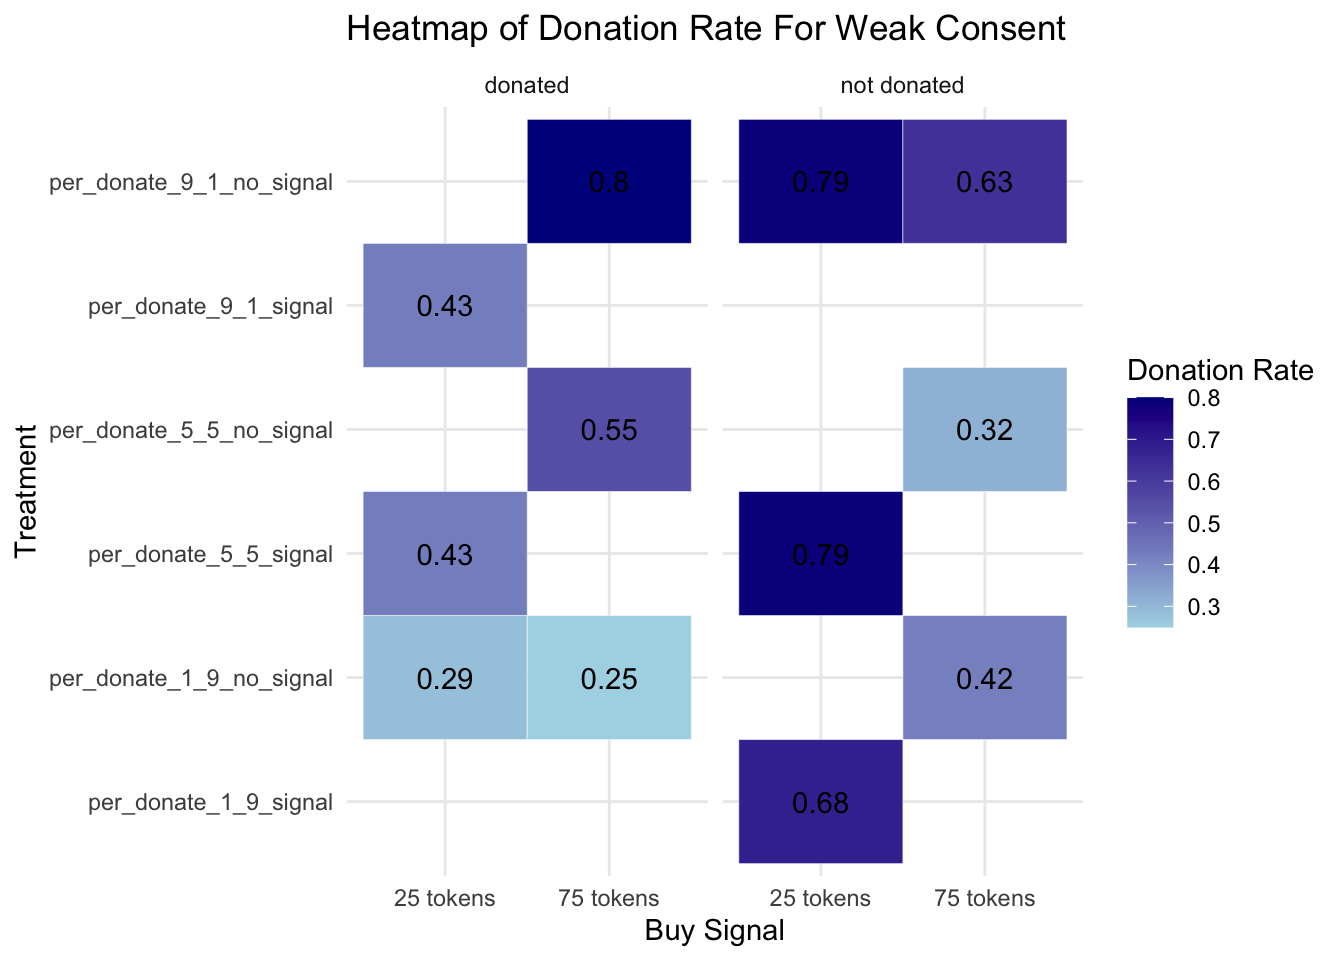 Heatmap of Donation Rate For Weak Consent
donated
not donated
per_donate_9_1_no_signal
0.8
0.79
0.63
per_donate_9_1_signal
0.43
per_donate_5_5_no_signal
0.55
0.32
per_donate_5_5_signal
0.43
0.79
per_donate_1_9_no_signal
0.29
0.25
0.42
per_donate_1_9_signal
0.68
Treatment
25 tokens
75 tokens
25 tokens
75 tokens
Buy Signal
Donation Rate
0.8
0.7
0.6
0.5
0.4
0.3